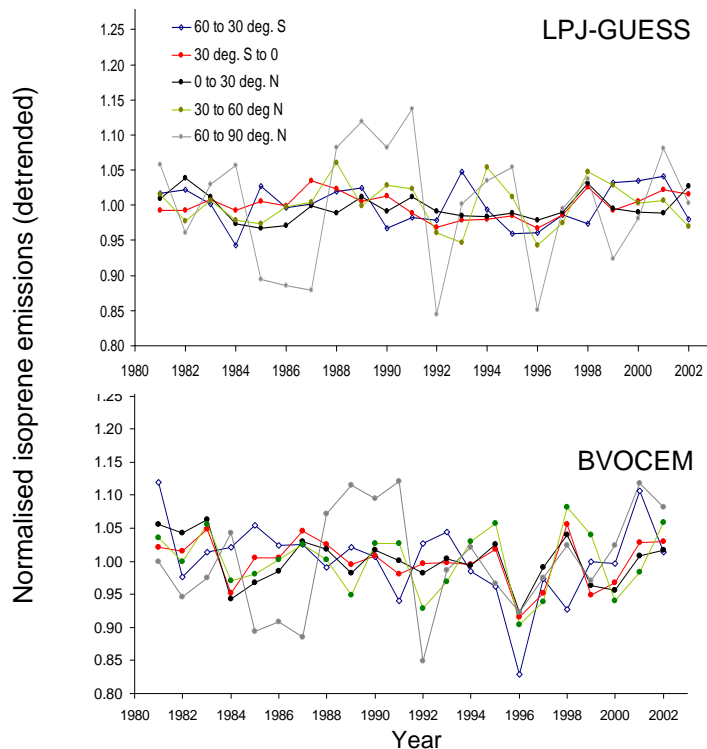 LPJ-GUESS
1.25
1.20
1.15
1.10
1.05
1.00
0.95
0.90
0.85
0.80
60 to 30 deg. S
30 deg. S to 0
0 to 30 deg. N
30 to 60 deg N
60 to 90 deg. N
1980 1982 1984 1986 1988 1990 1992 1994 1996 1998 2000 2002
Normalised isoprene emissions (detrended)
BVOCEM
1.25
1.20
1.15
1.10
1.05
1.00
0.95
0.90
0.85
0.80
1980 1982 1984 1986 1988 1990 1992 1994 1996 1998 2000 2002
Year